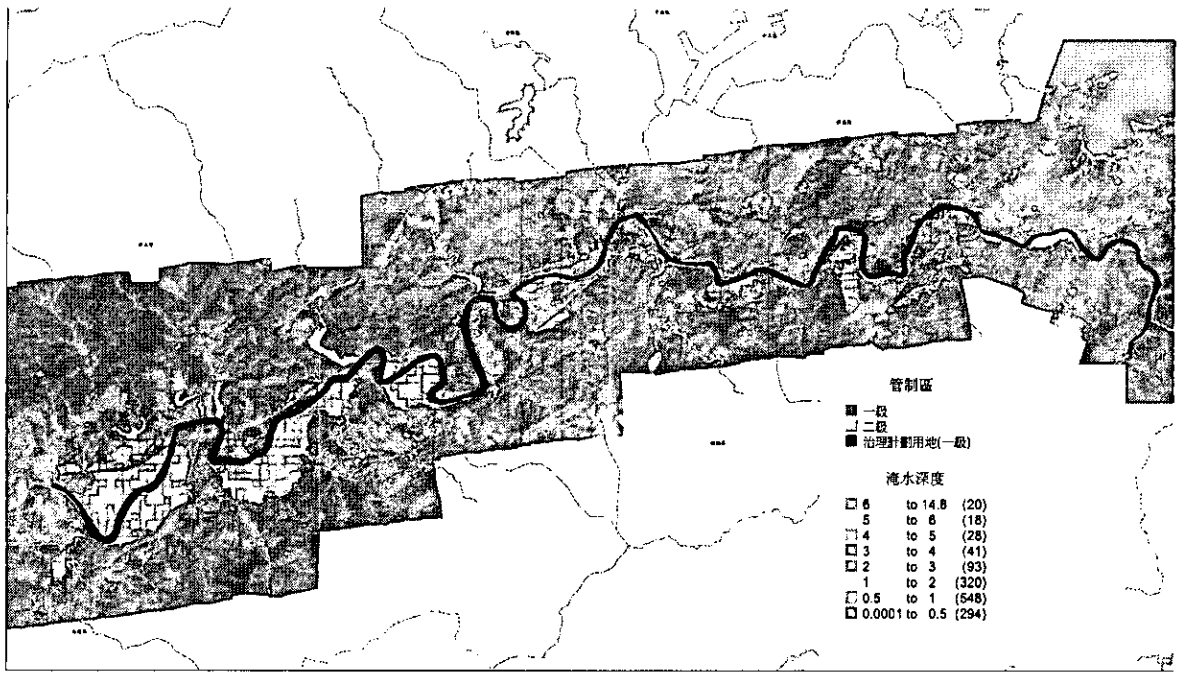 管制區
一級
二級
治理計劃用地(一級)
淹水深度
6 to 14.8 (20)
5 to 6 (18)
4 to 5 (28)
3 to 4 (41)
2 to 3 (93)
1 to 2 (320)
0.5 to 1 (548)
0.0001 to 0.5 (294)